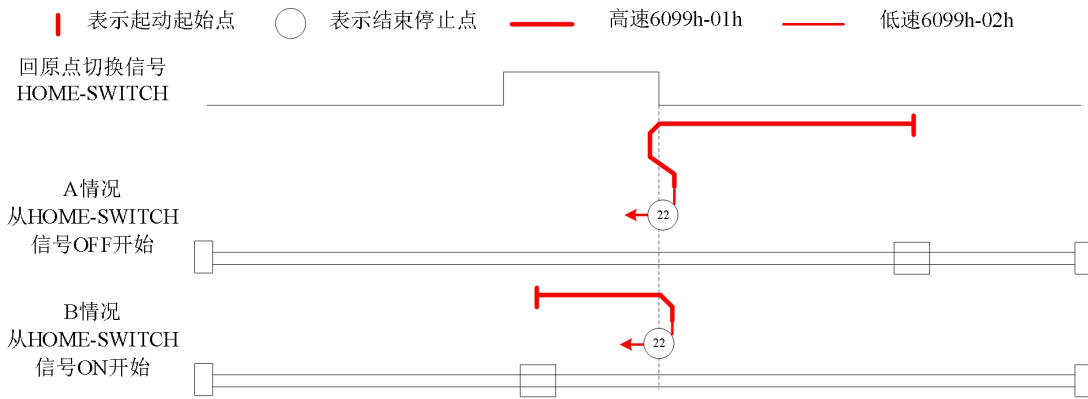 表示起动起始点 表示结束停止点 高速6099h-01h 低速6099h-02h
回原点切换信号
HOME-SWITCH
A情况
从HOME-SWITCH
信号OFF开始
22
B情况
从HOME-SWITCH
信号ON开始
22